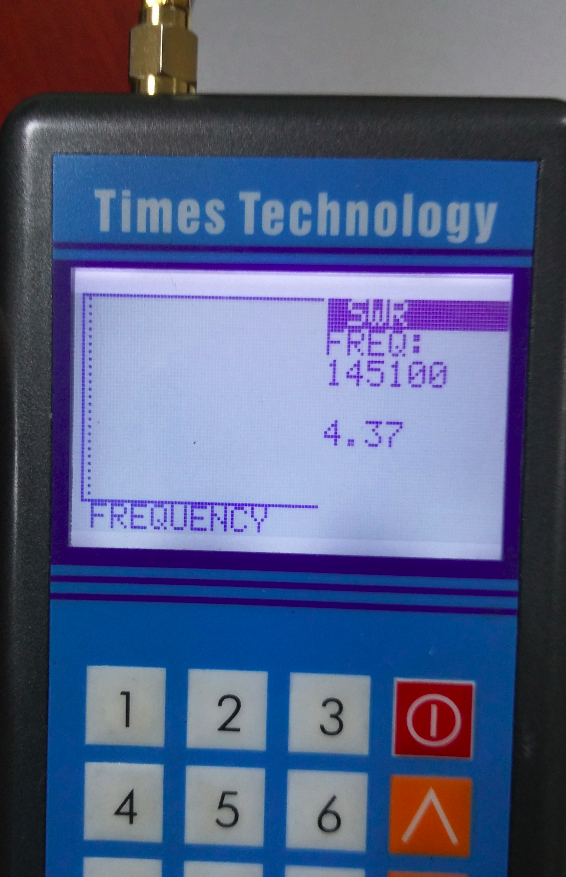 Times Technology
SWR
FREQ:
145100
4.37
FREQUENCY
1 2 3
4 5 6